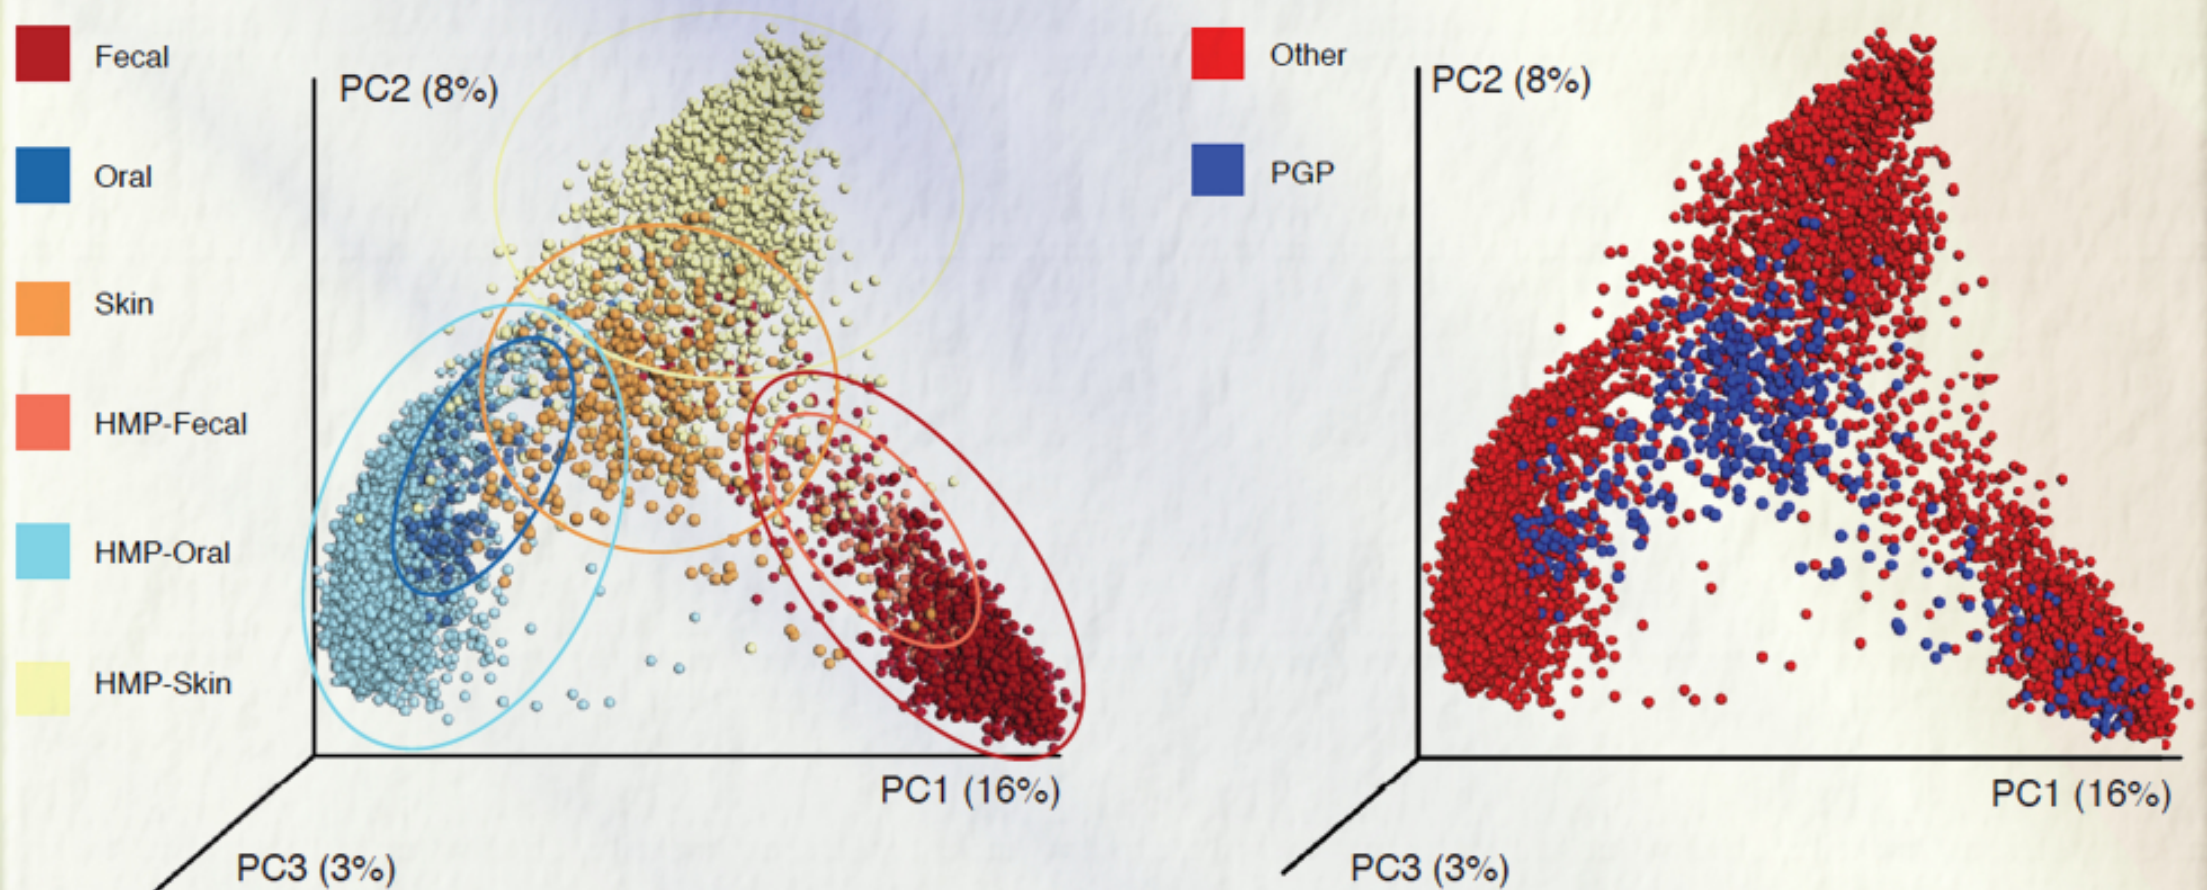 Fecal
Oral
Skin
HMP-Fecal
HMP-Oral
HMP-Skin
PC2 (8%)
PC1 (16%)
PC3 (3%)
Other
PGP
PC2 (8%)
PC1 (16%)
PC3 (3%)